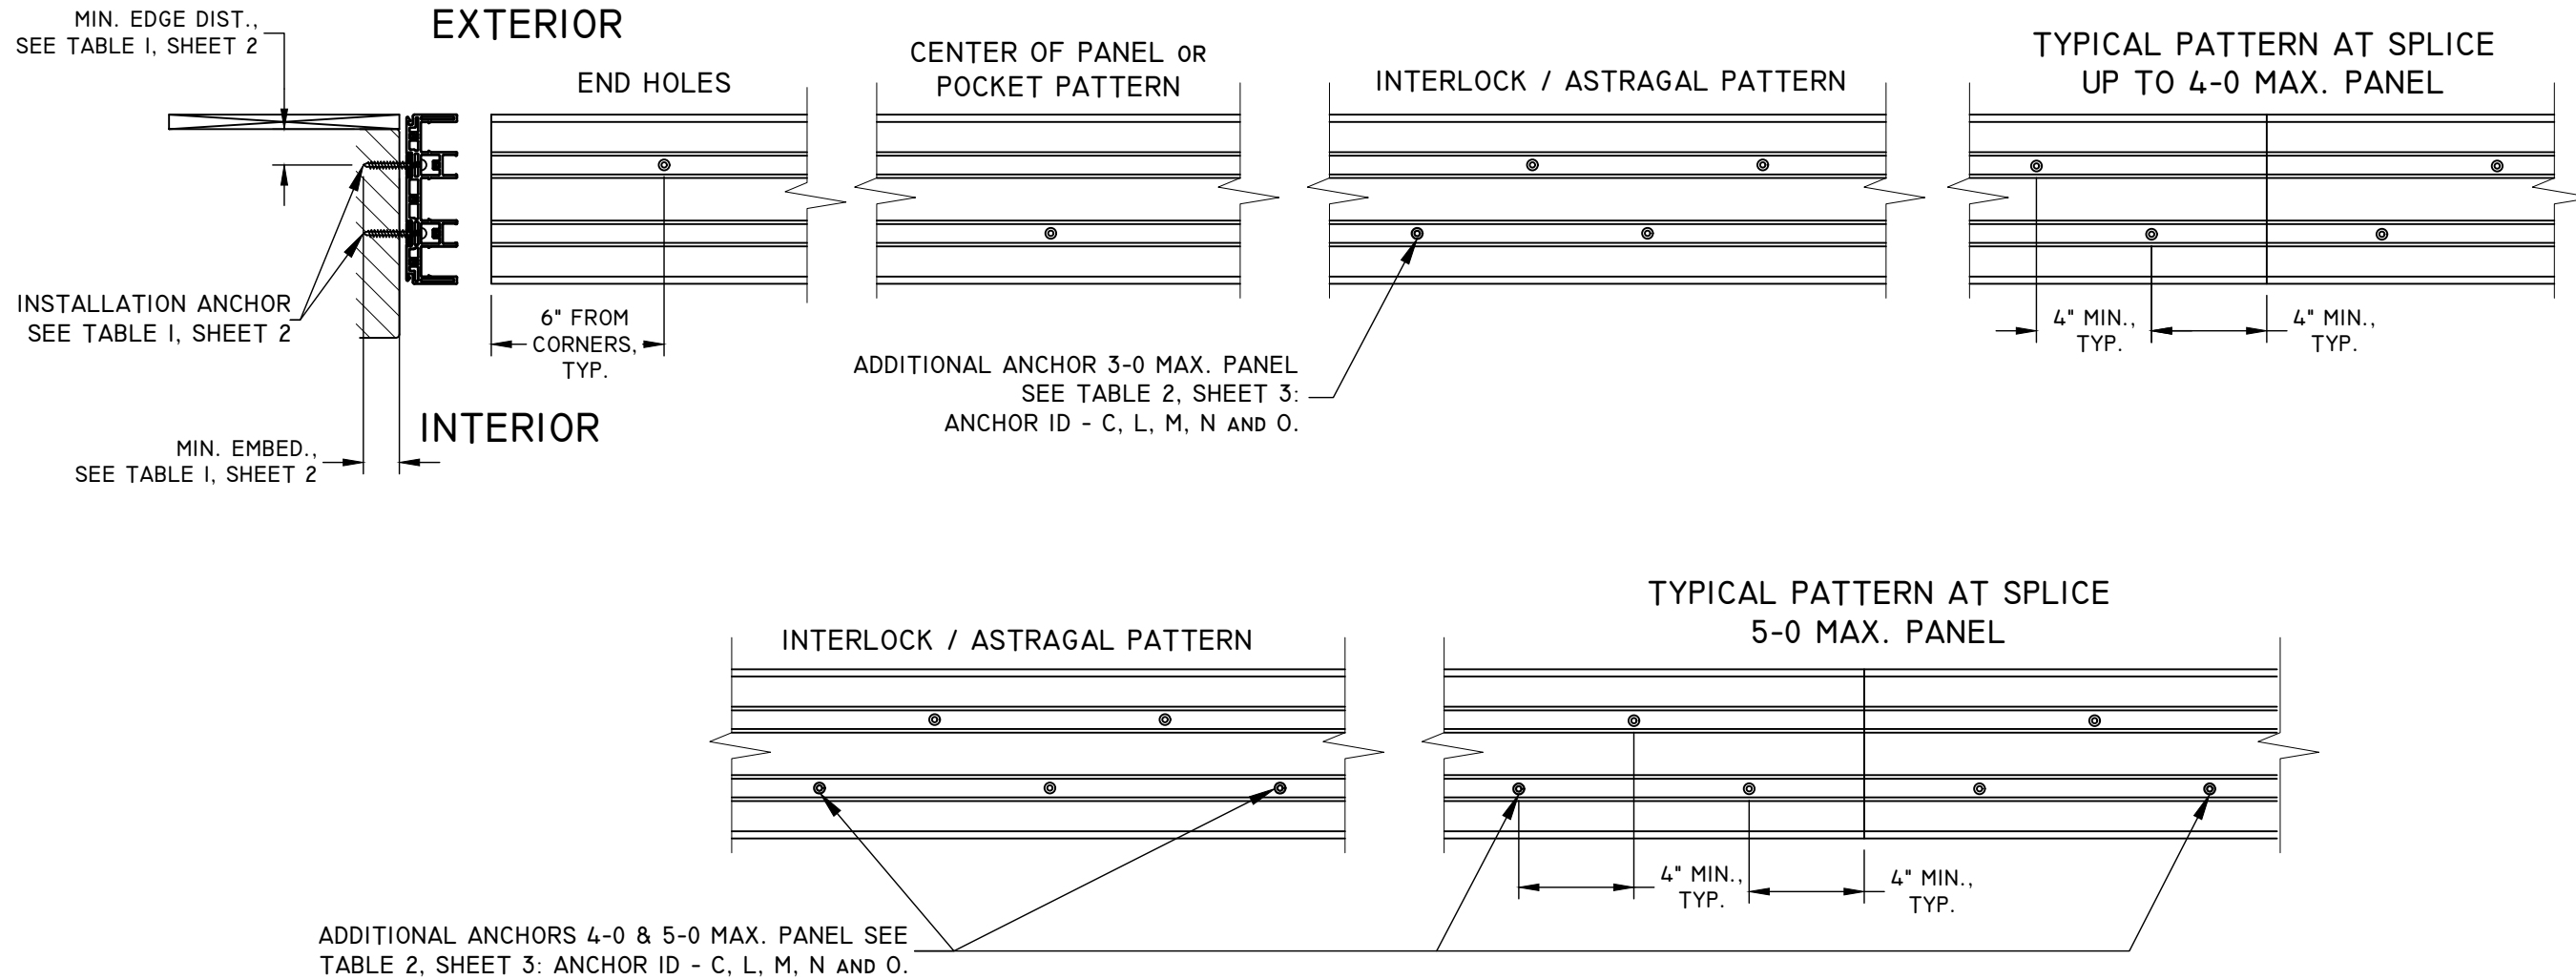 MIN. EDGE DIST.,
SEE TABLE 1, SHEET 2
EXTERIOR
END HOLES
CENTER OF PANEL OR
POCKET PATTERN
INTERLOCK / ASTRAGAL PATTERN
TYPICAL PATTERN AT SPLICE
UP TO 4-0 MAX. PANEL
INSTALLATION ANCHOR
SEE TABLE 1, SHEET 2
6" FROM
CORNERS,
TYP.
4" MIN.,
TYP.
4" MIN.,
TYP.
ADDITIONAL ANCHOR 3-0 MAX. PANEL
SEE TABLE 2, SHEET 3:
ANCHOR ID - C, L, M, N AND O.
INTERIOR
MIN. EMBED.,
SEE TABLE 1, SHEET 2
INTERLOCK / ASTRAGAL PATTERN
TYPICAL PATTERN AT SPLICE
5-0 MAX. PANEL
4" MIN.,
TYP.
4" MIN.,
TYP.
ADDITIONAL ANCHORS 4-0 & 5-0 MAX. PANEL SEE
TABLE 2, SHEET 3: ANCHOR ID - C, L, M, N AND O.